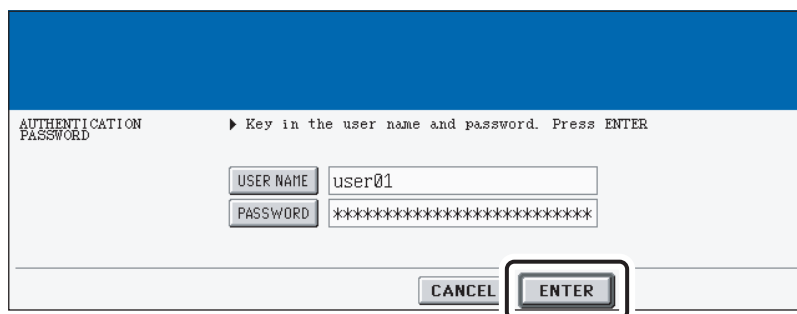 AUTHENTICATION
PASSWORD
▶ Key in the user name and password. Press ENTER
USER NAME user01
PASSWORD **************************
CANCEL ENTER